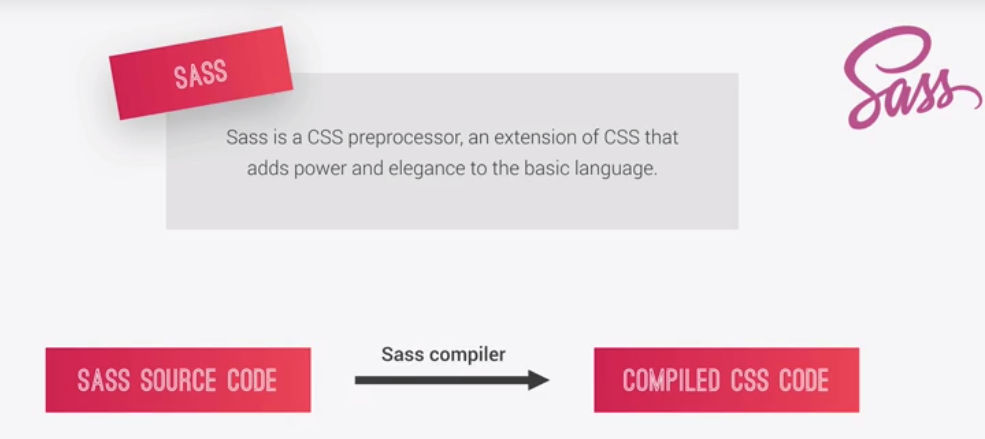 SASS
Sass
Sass is a CSS preprocessor, an extension of CSS that
adds power and elegance to the basic language.
Sass compiler
SASS SOURCE CODE
COMPILED CSS CODE